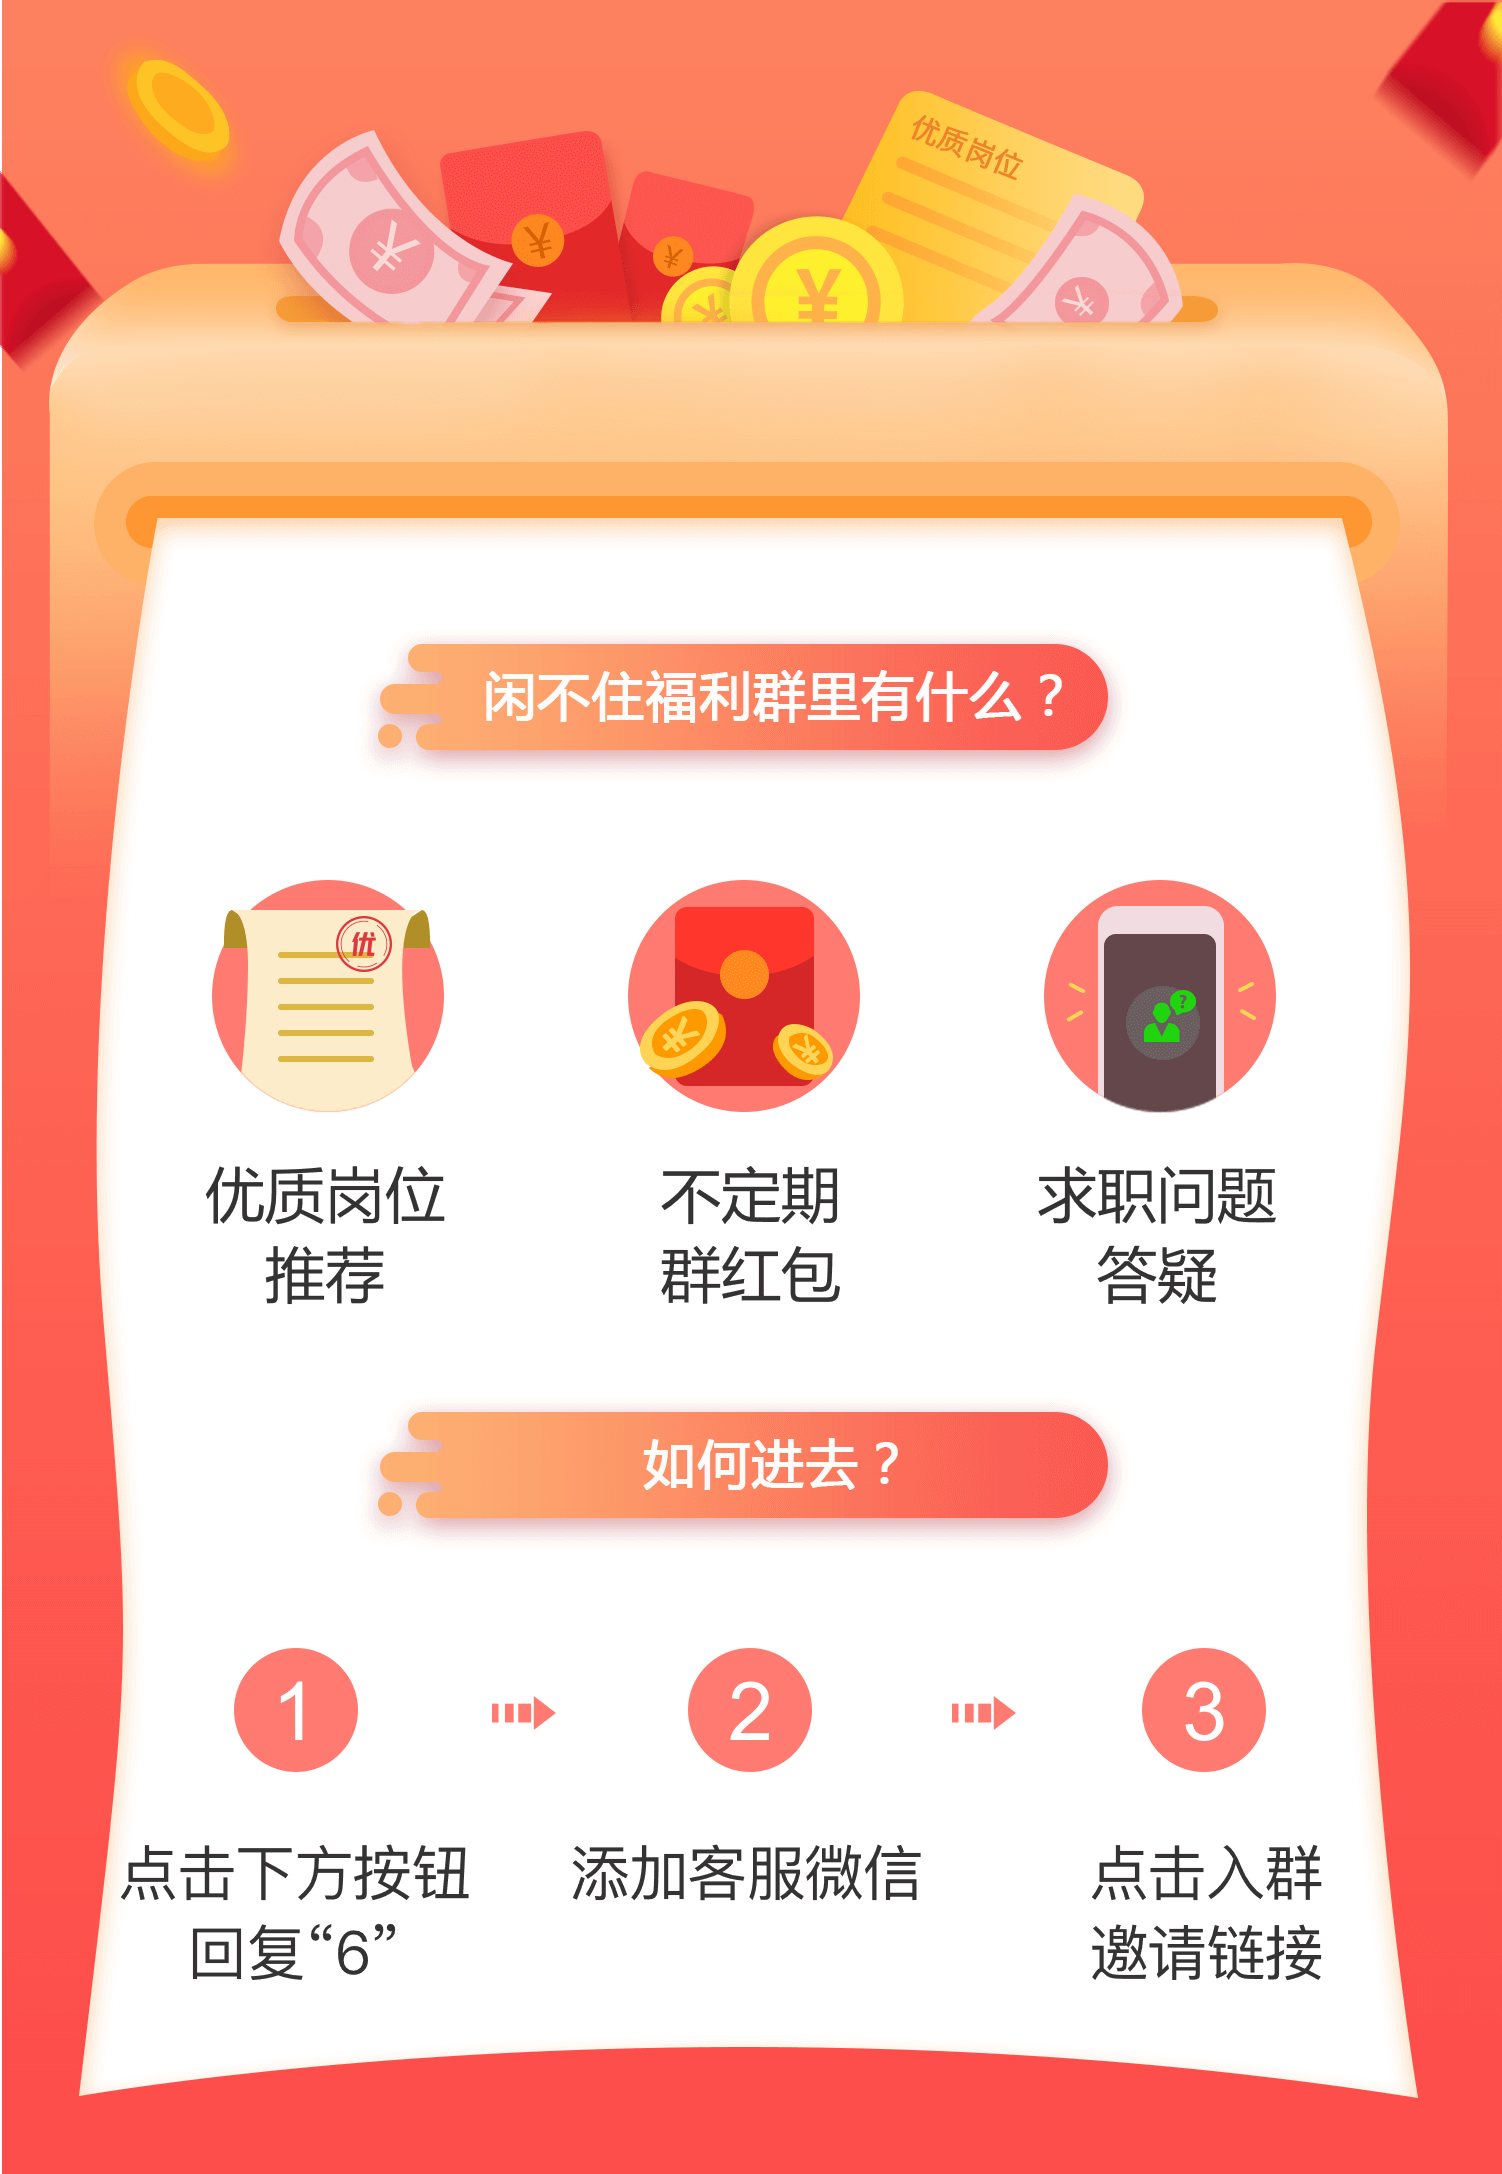 优质岗位
¥
¥
¥
¥
¥
¥
闲不住福利群里有什么？
优
¥
¥
?
优质岗位
推荐
不定期
群红包
求职问题
答疑
如何进去？
1
2
3
点击下方按钮
回复“6”
添加客服微信
点击入群
邀请链接